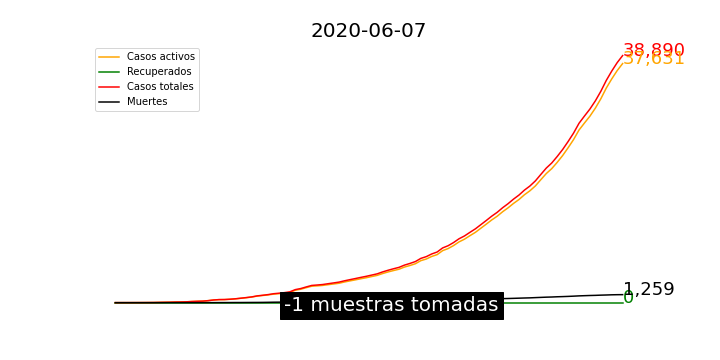 2020-06-07
Casos activos
Recuperados
Casos totales
Muertes
38,890
37,631
1,259
0
-1 muestras tomadas